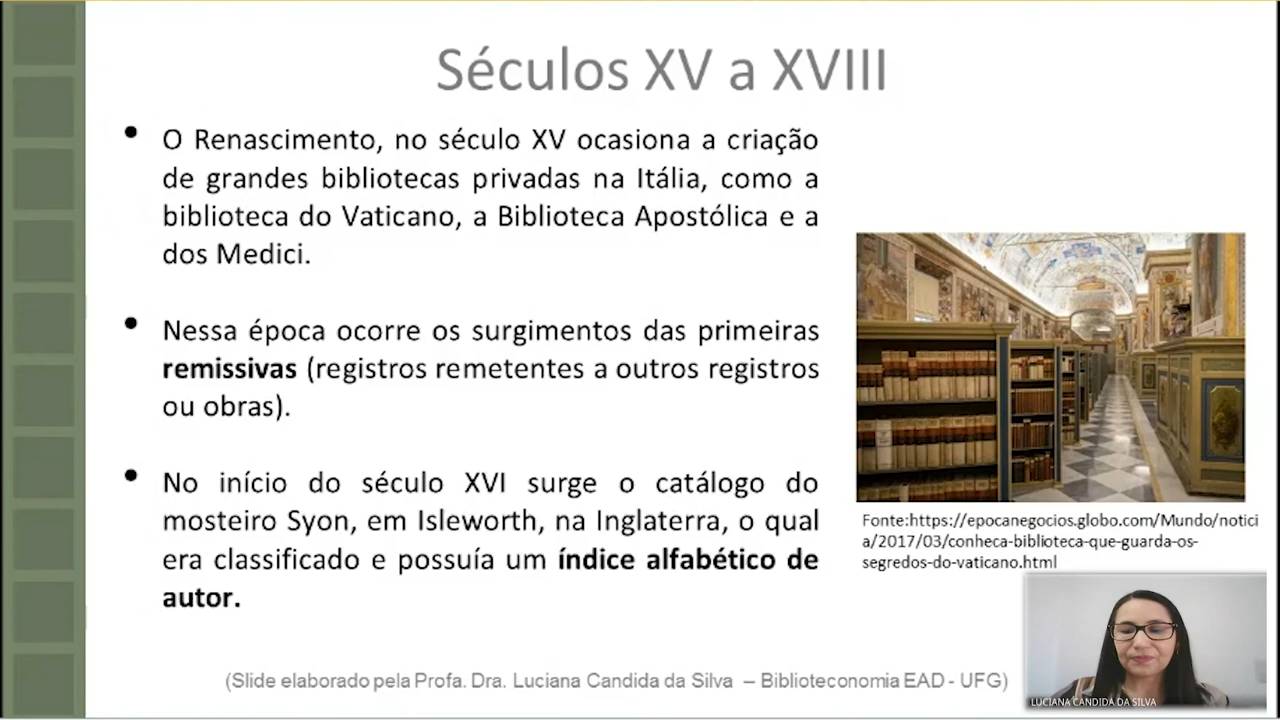 Séculos XV a XVIII
• O Renascimento, no século XV ocasiona a criação
de grandes bibliotecas privadas na Itália, como a
biblioteca do Vaticano, a Biblioteca Apostólica e a
dos Medici.
• Nessa época ocorre os surgimentos das primeiras
remissivas (registros remetentes a outros registros
ou obras).
• No início do século XVI surge o catálogo do
mosteiro Syon, em Isleworth, na Inglaterra, o qual
era classificado e possuía um índice alfabético de
autor.
Fonte:https://epocanegocios.globo.com/Mundo/notici
a/2017/03/conheca-biblioteca-que-guarda-os-
segredos-do-vaticano.html
(Slide elaborado pela Profa. Dra. Luciana Candida da Silva – Biblioteconomia EAD - UFG)
LUCIANA CANDIDA DA SILVA